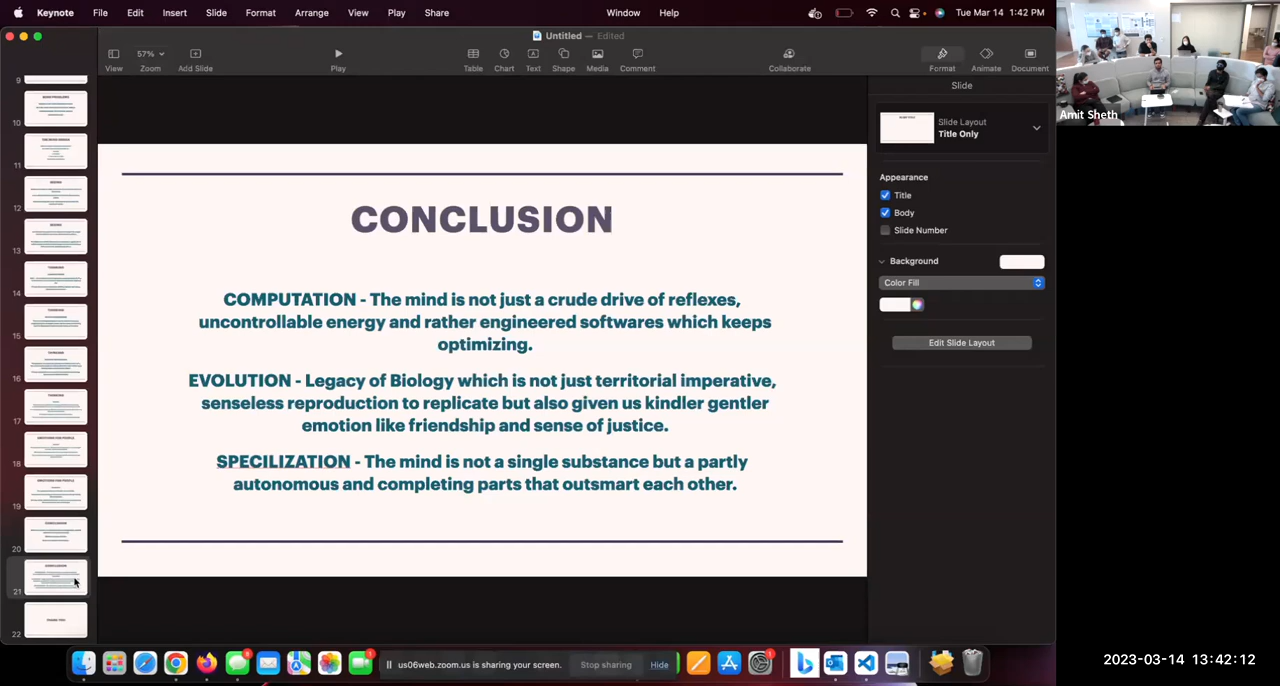 Keynote File Edit Insert Slide Format Arrange View Play Share Window Help Tue Mar 14 1:42 PM
Untitled — Edited
57%
View Zoom Add Slide Play Table Chart Text Shape Media Comment Collaborate Format Animate Document
Slide
Slide Layout
Title Only
Appearance
Title
Body
Slide Number
Background
Color Fill
Edit Slide Layout
9
10
11
12
13
14
15
16
17
18
19
20
21
22
CONCLUSION
COMPUTATION - The mind is not just a crude drive of reflexes,
uncontrollable energy and rather engineered softwares which keeps
optimizing.
EVOLUTION - Legacy of Biology which is not just territorial imperative,
senseless reproduction to replicate but also given us kindler gentler
emotion like friendship and sense of justice.
SPECILIZATION - The mind is not a single substance but a partly
autonomous and completing parts that outsmart each other.
THANK YOU
us06web.zoom.us is sharing your screen. Stop sharing Hide
Amit Sheth
2023-03-14 13:42:12